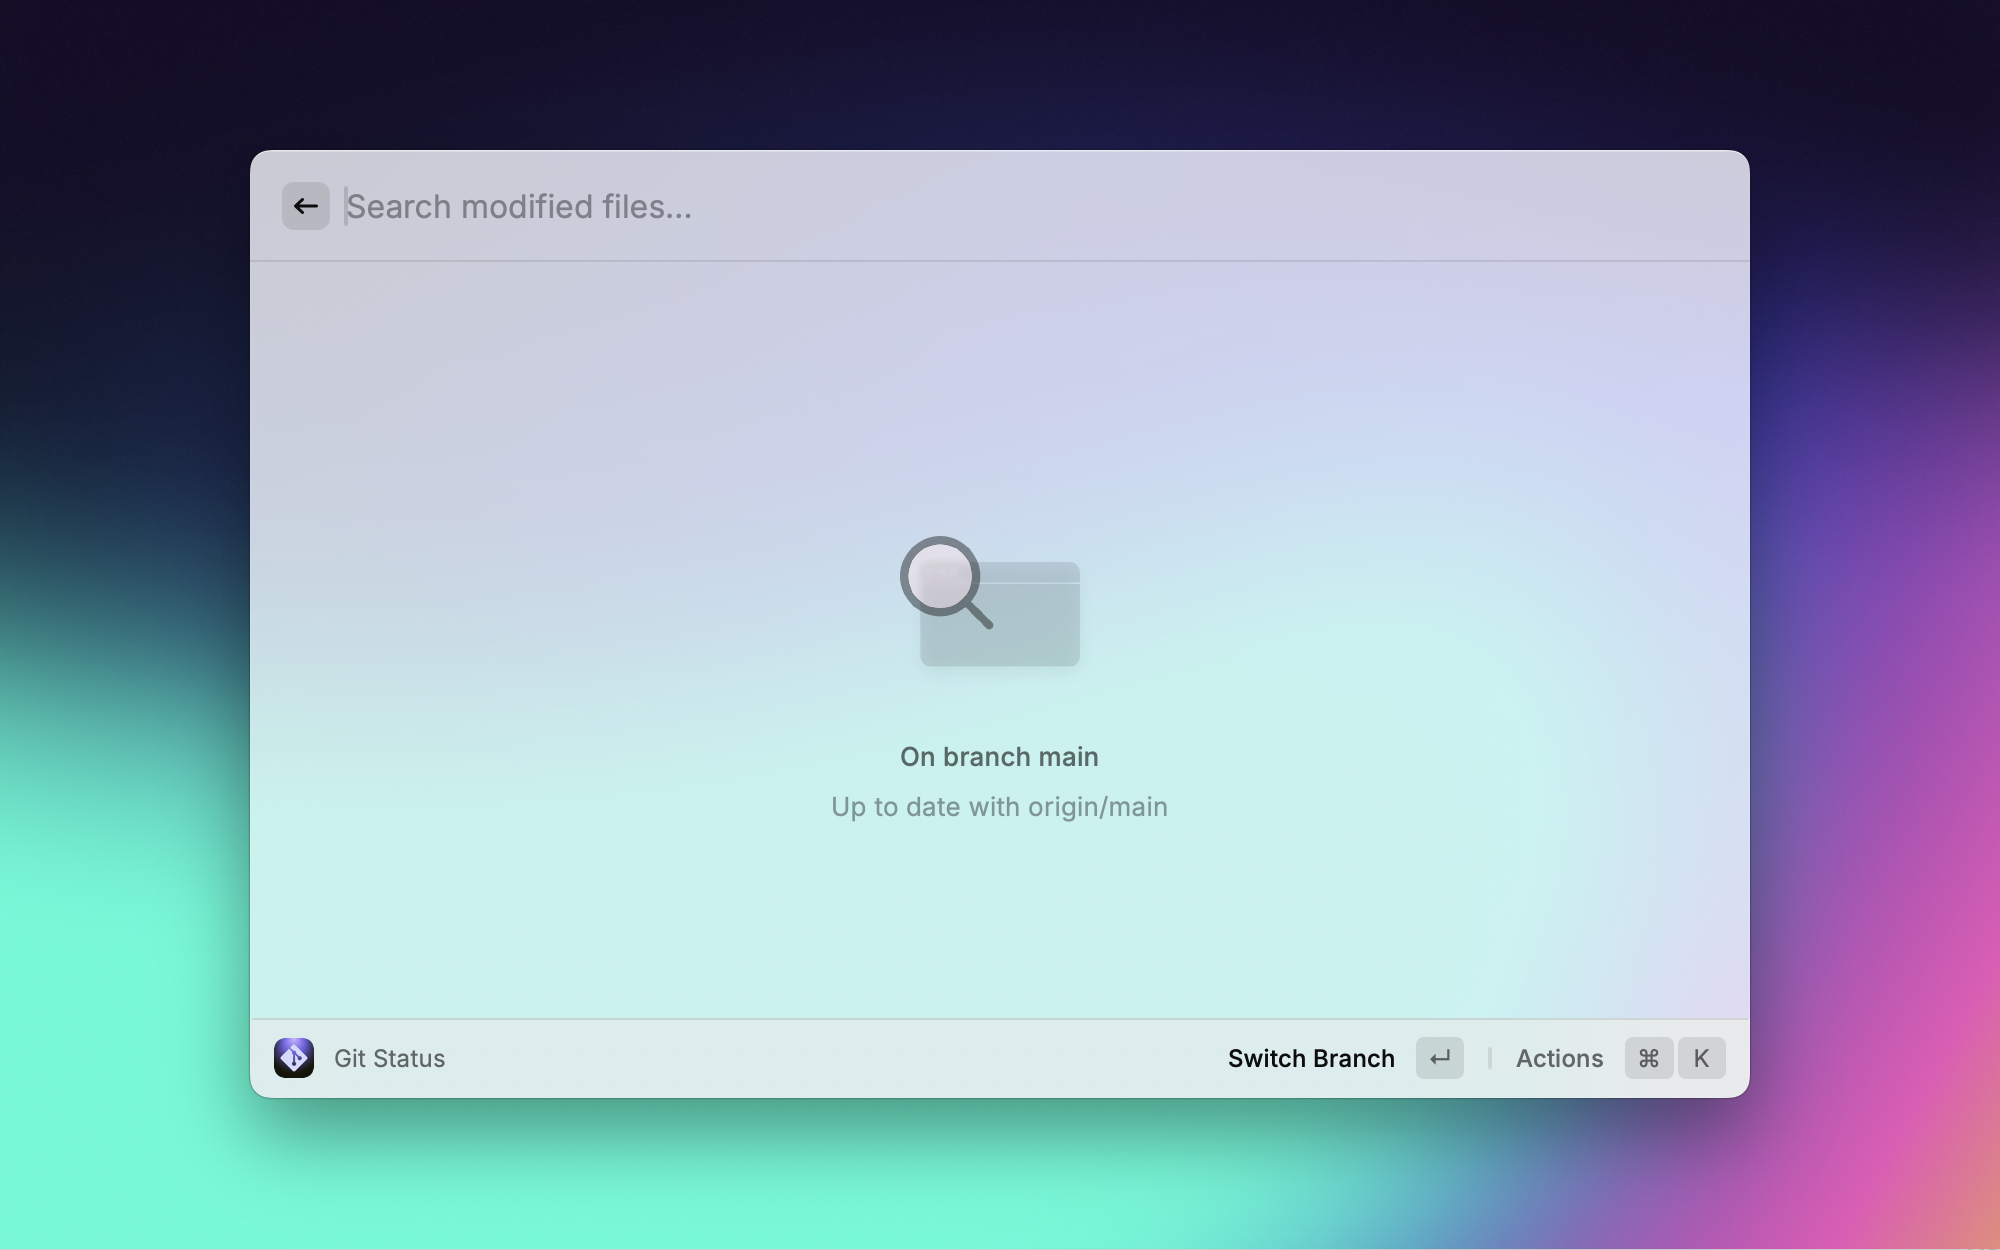 Search modified files...
On branch main
Up to date with origin/main
Git Status
Switch Branch ↵
Actions ⌘ K